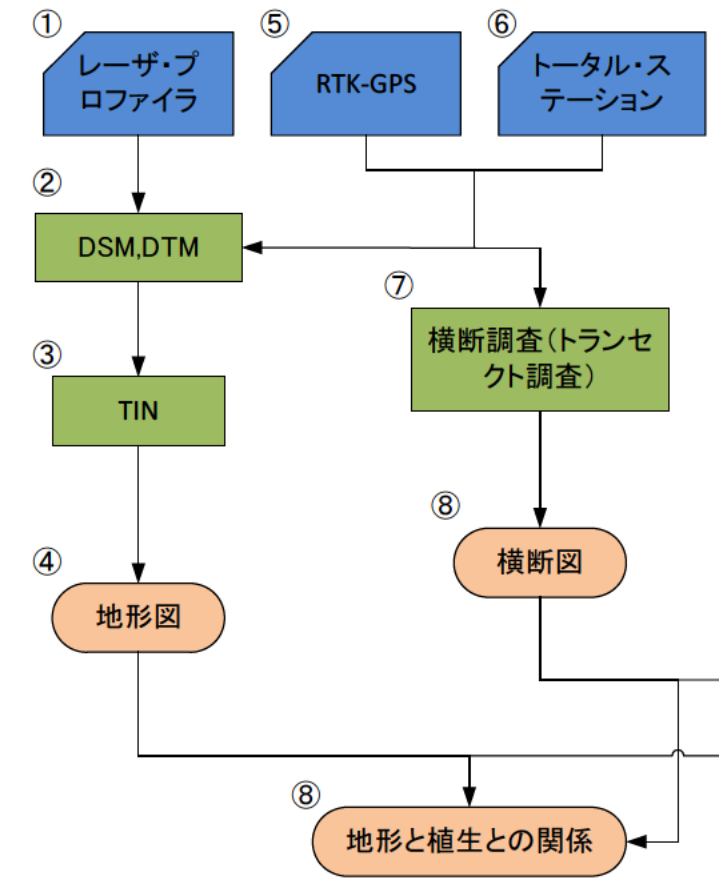 ①
レーザ・プ
ロファイラ
⑤
RTK-GPS
⑥
トータル・ス
テーション
②
DSM,DTM
⑦
横断調査(トランセ
クト調査)
③
TIN
⑧
横断図
④
地形図
⑧
地形と植生との関係